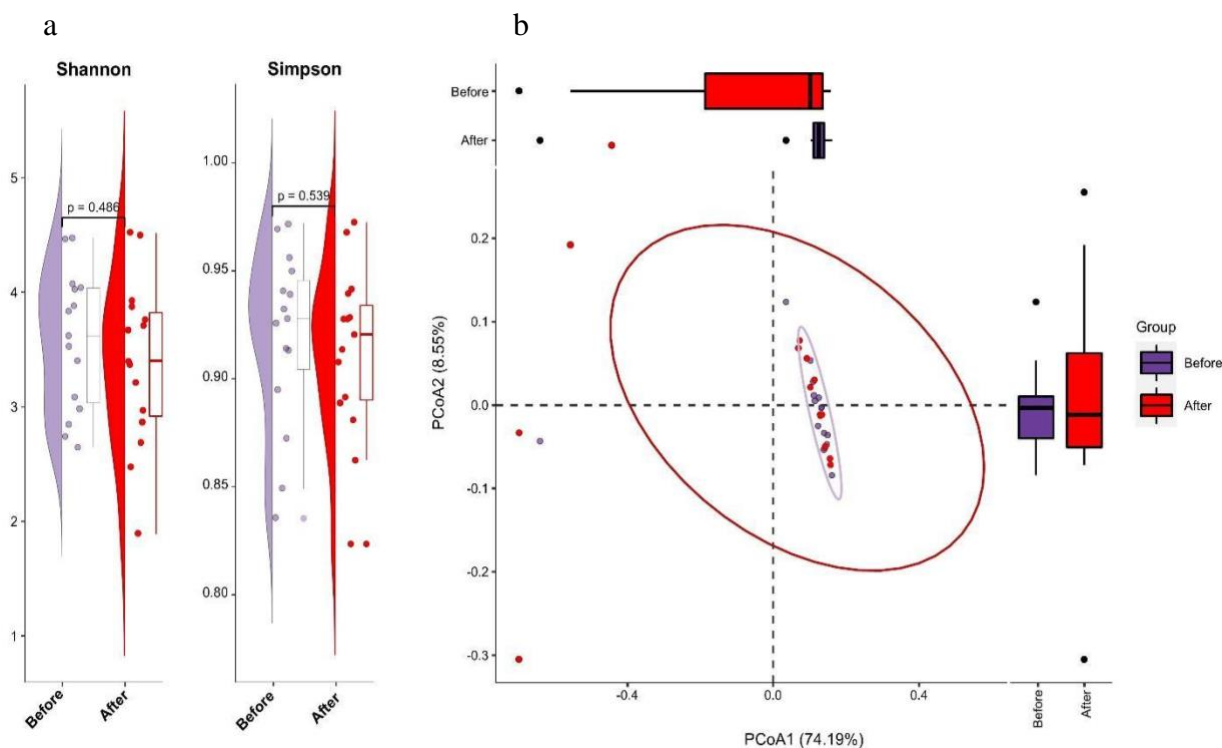 a
b
Shannon
Simpson
5
4
3
2
1
p = 0.486
Before
After
1.00
0.95
0.90
0.85
0.80
p = 0.539
Before
After
Before
After
0.2
0.1
0.0
-0.1
-0.2
-0.3
PCoA2 (8.55%)
-0.4
0.0
0.4
PCoA1 (74.19%)
Before
After
Group
Before
After